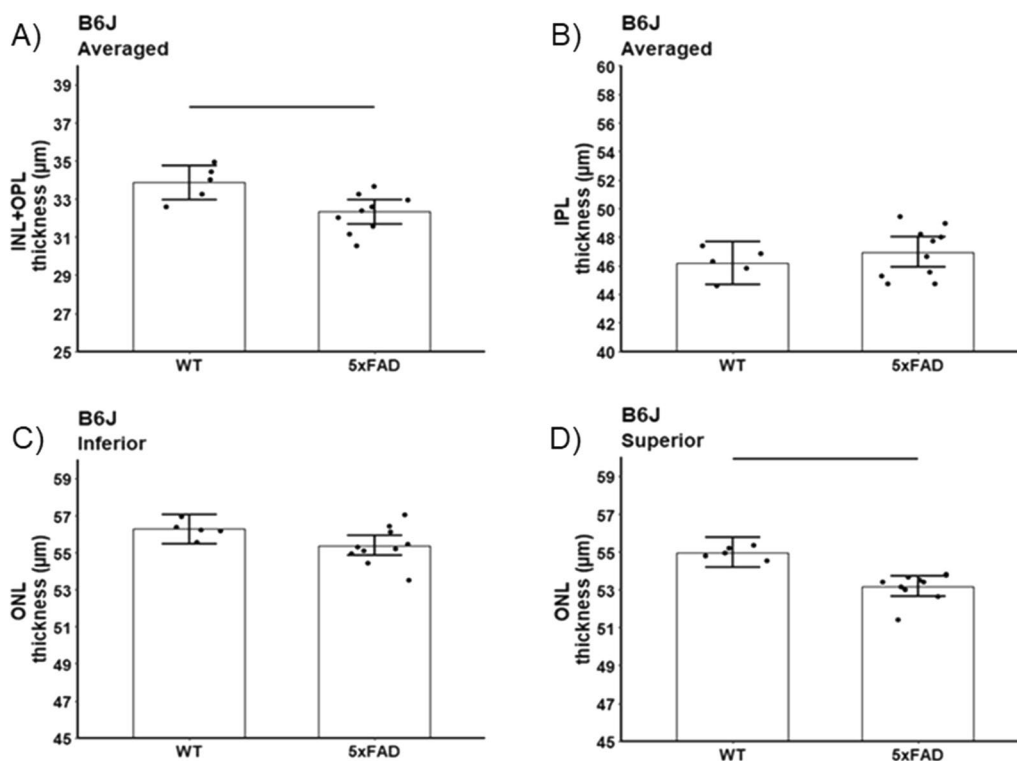 A)
B6J
Averaged
INL+OPL
thickness (µm)
39
37
35
33
31
29
27
25
WT
5xFAD
B)
B6J
Averaged
IPL
thickness (µm)
60
58
56
54
52
50
48
46
44
42
40
WT
5xFAD
C)
B6J
Inferior
ONL
thickness (µm)
59
57
55
53
51
49
47
45
WT
5xFAD
D)
B6J
Superior
ONL
thickness (µm)
59
57
55
53
51
49
47
45
WT
5xFAD